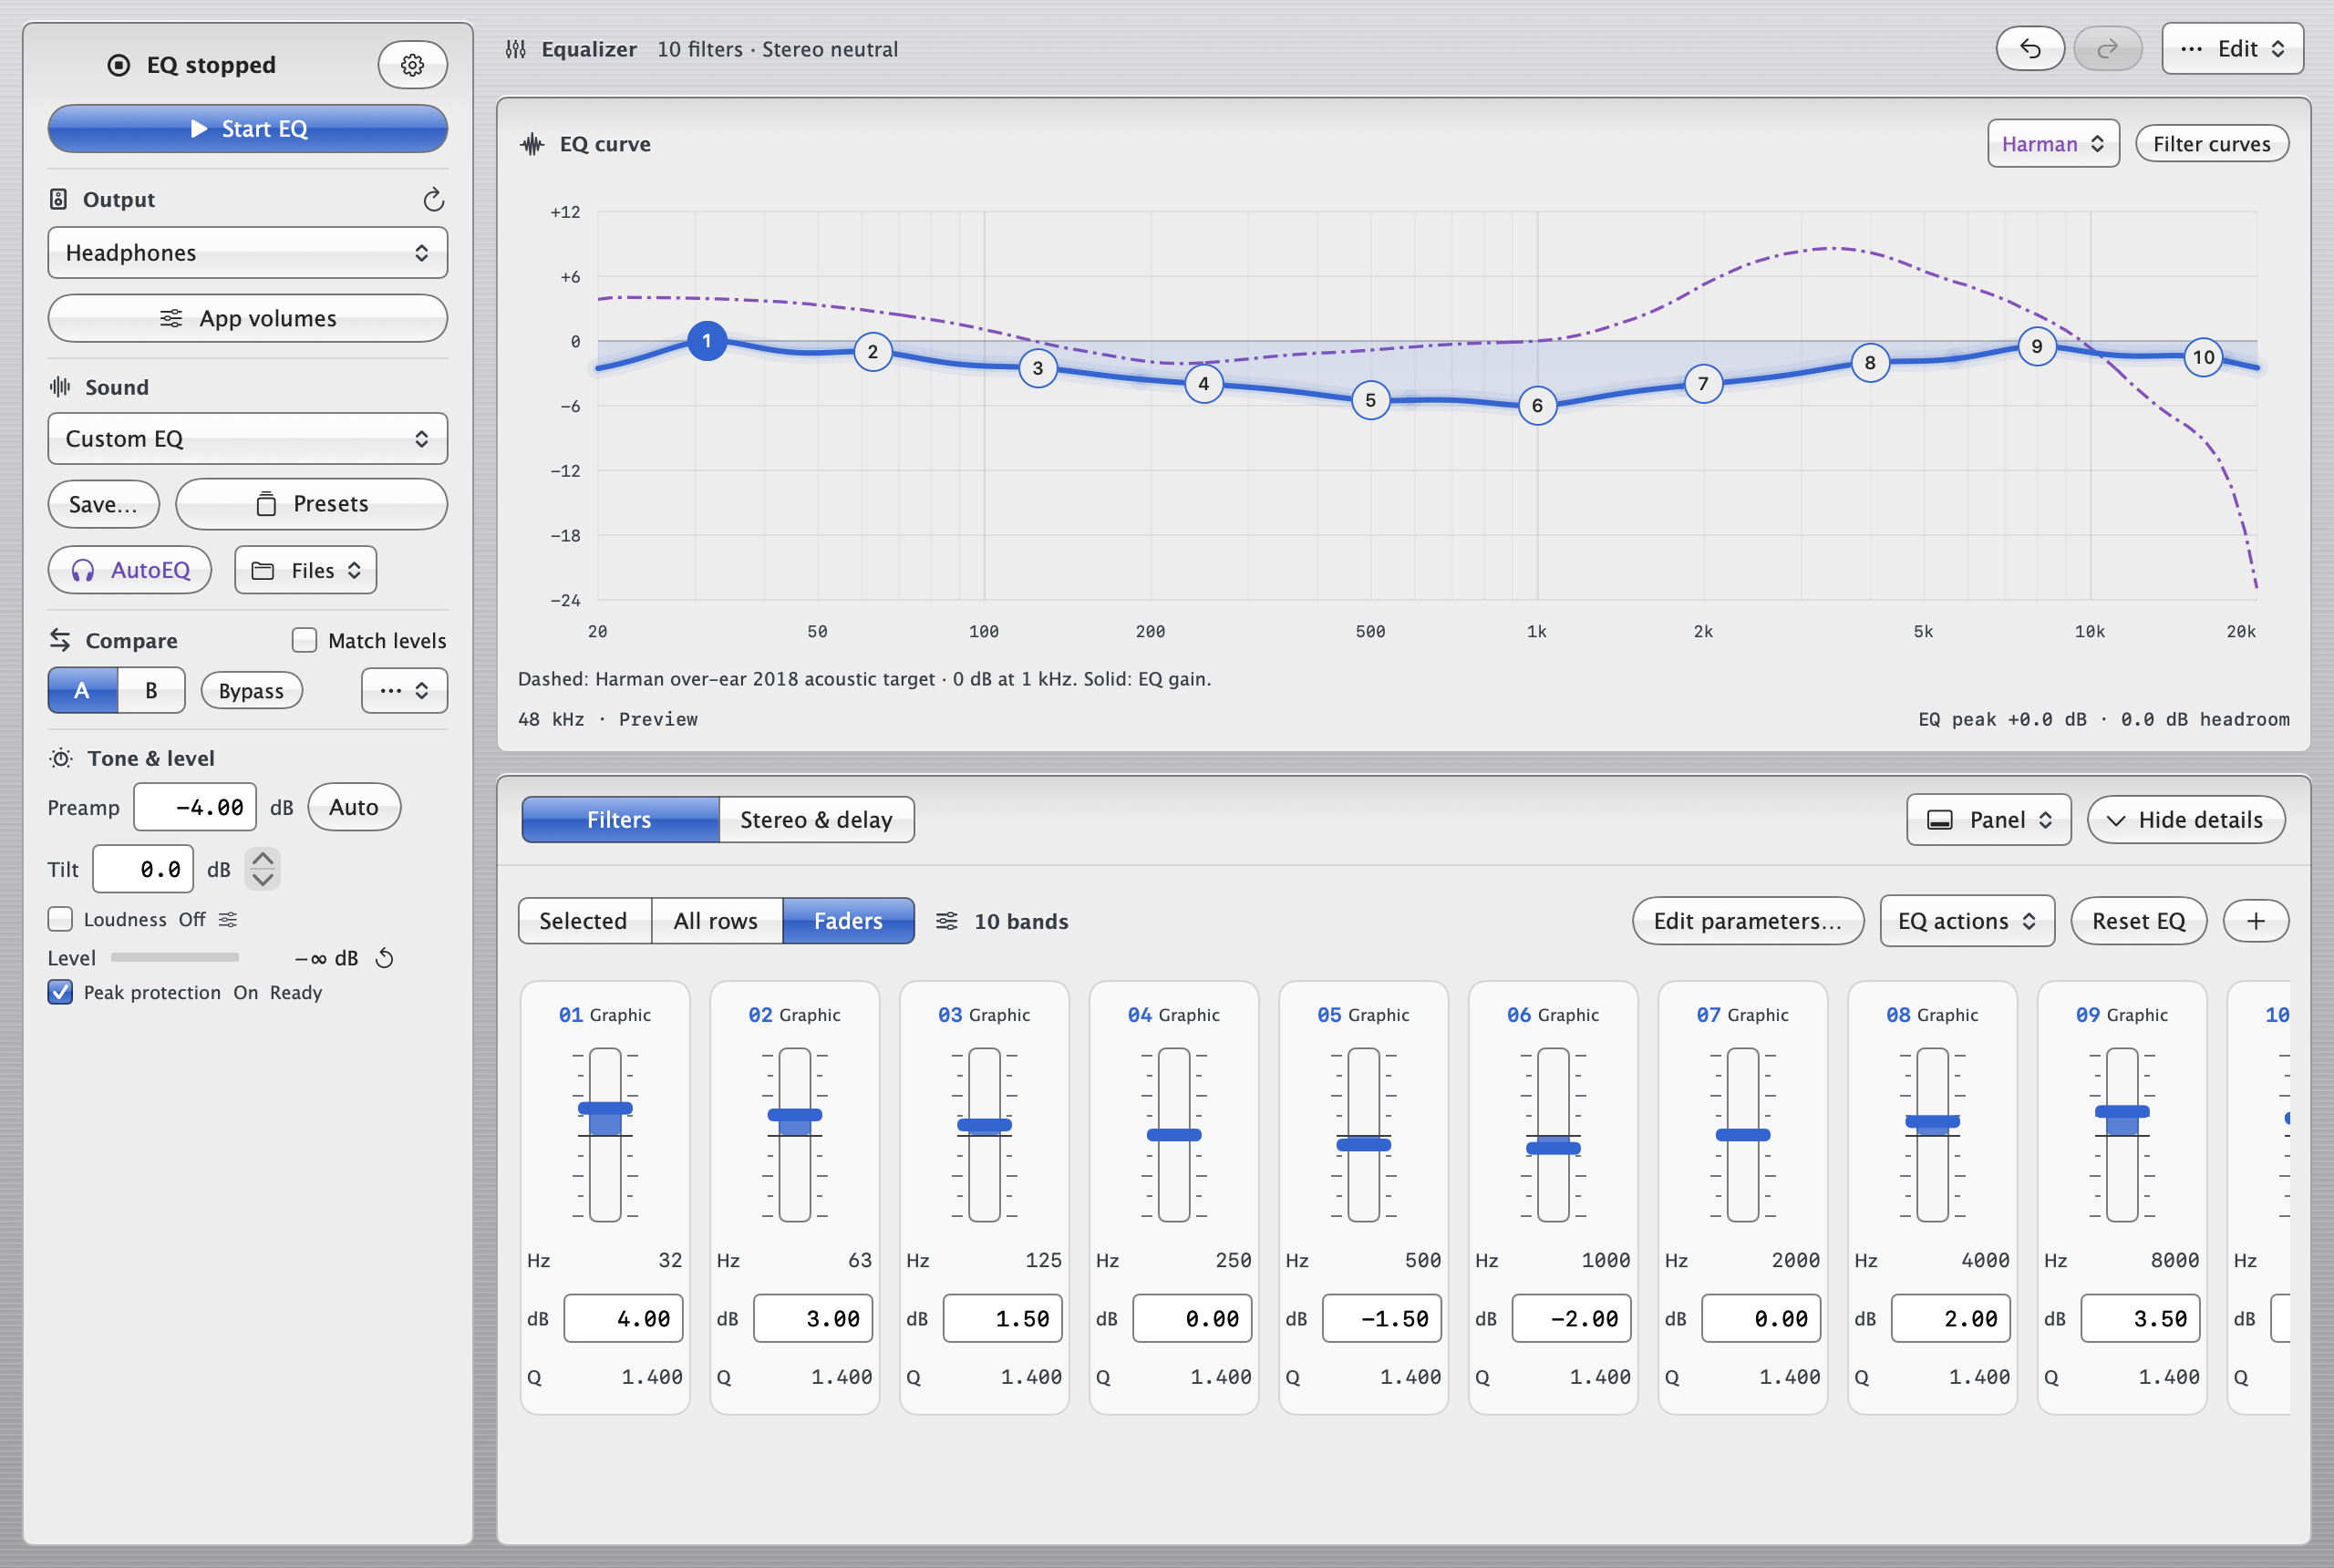 EQ stopped
Start EQ
Output
Headphones
App volumes
Sound
Custom EQ
Save...
Presets
AutoEQ
Files
Compare
Match levels
A
B
Bypass
...
Tone & level
Preamp
−4.00
dB
Auto
Tilt
0.0
dB
Loudness Off
Level
−∞ dB
Peak protection On Ready
Equalizer 10 filters · Stereo neutral
... Edit
EQ curve
Harman
Filter curves
+12
+6
0
−6
−12
−18
−24
1
2
3
4
5
6
7
8
9
10
20 50 100 200 500 1k 2k 5k 10k 20k
Dashed: Harman over-ear 2018 acoustic target · 0 dB at 1 kHz. Solid: EQ gain.
48 kHz · Preview
EQ peak +0.0 dB · 0.0 dB headroom
Filters
Stereo & delay
Panel
Hide details
Selected
All rows
Faders
10 bands
Edit parameters...
EQ actions
Reset EQ
+
01 Graphic
Hz 32
dB 4.00
Q 1.400
02 Graphic
Hz 63
dB 3.00
Q 1.400
03 Graphic
Hz 125
dB 1.50
Q 1.400
04 Graphic
Hz 250
dB 0.00
Q 1.400
05 Graphic
Hz 500
dB −1.50
Q 1.400
06 Graphic
Hz 1000
dB −2.00
Q 1.400
07 Graphic
Hz 2000
dB 0.00
Q 1.400
08 Graphic
Hz 4000
dB 2.00
Q 1.400
09 Graphic
Hz 8000
dB 3.50
Q 1.400
10
Hz
dB
Q